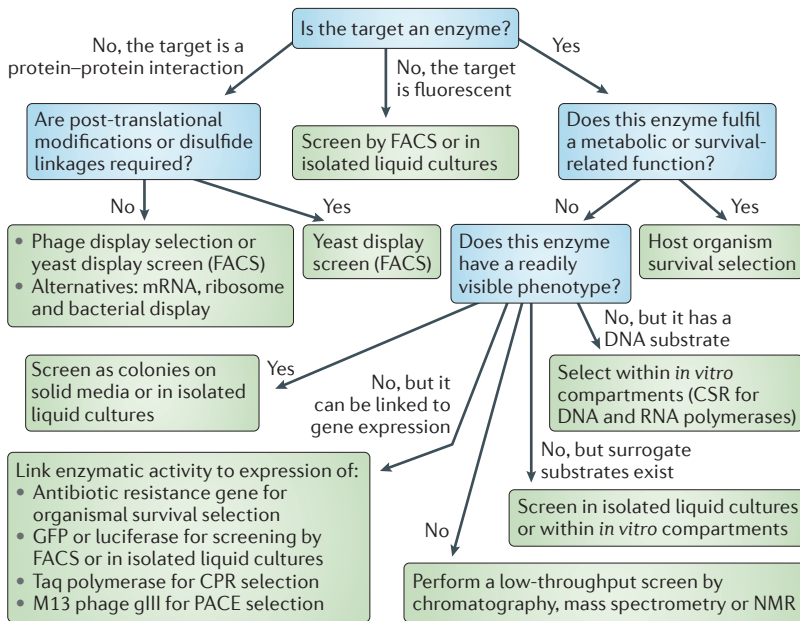 Is the target an enzyme?
No, the target is a
protein–protein interaction
No, the target
is fluorescent
Yes
Are post-translational
modifications or disulfide
linkages required?
Screen by FACS or in
isolated liquid cultures
Does this enzyme fulfil
a metabolic or survival-
related function?
No
Yes
No
Yes
• Phage display selection or
yeast display screen (FACS)
• Alternatives: mRNA, ribosome
and bacterial display
Yeast display
screen (FACS)
Does this enzyme
have a readily
visible phenotype?
Host organism
survival selection
Yes
No, but it
can be linked to
gene expression
No, but it has a
DNA substrate
Screen as colonies on
solid media or in isolated
liquid cultures
Select within in vitro
compartments (CSR for
DNA and RNA polymerases)
No, but surrogate
substrates exist
Link enzymatic activity to expression of:
• Antibiotic resistance gene for
organismal survival selection
• GFP or luciferase for screening by
FACS or in isolated liquid cultures
• Taq polymerase for CPR selection
• M13 phage gIII for PACE selection
Screen in isolated liquid cultures
or within in vitro compartments
No
Perform a low-throughput screen by
chromatography, mass spectrometry or NMR